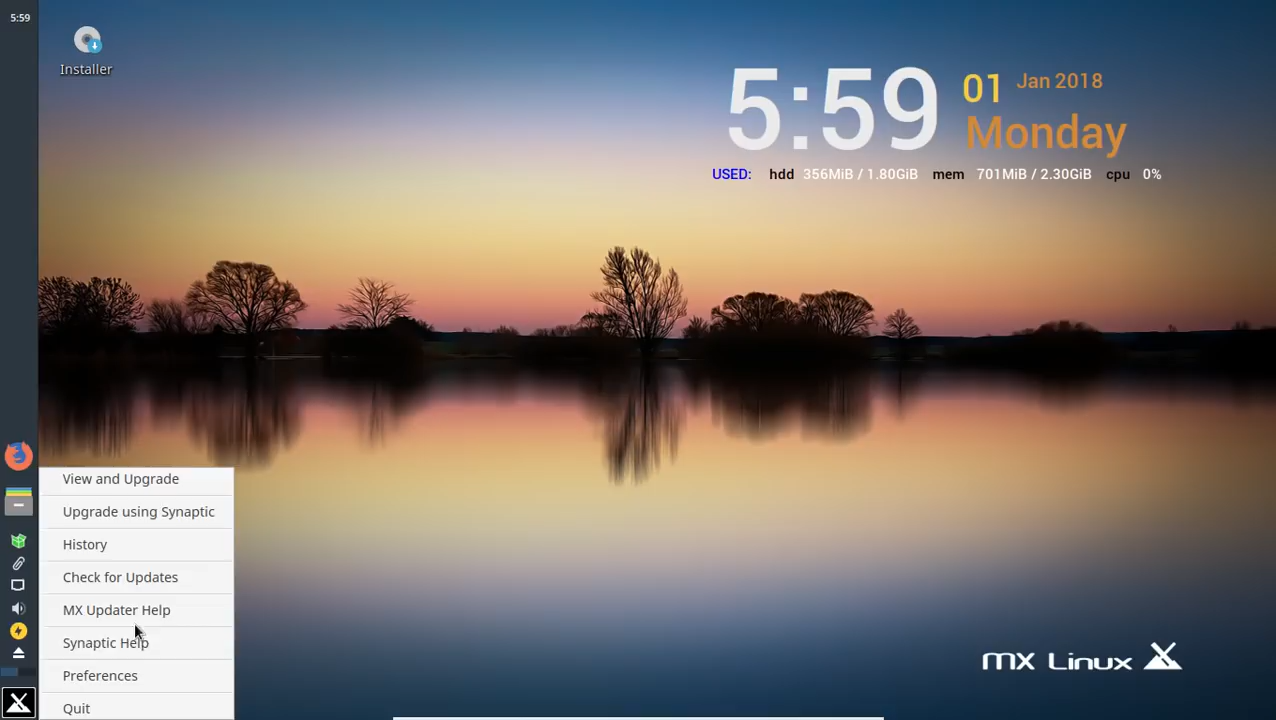 5:59
Installer
5:59
01
Jan 2018
Monday
USED: hdd 356MiB / 1.80GiB mem 701MiB / 2.30GiB cpu 0%
View and Upgrade
Upgrade using Synaptic
History
Check for Updates
MX Updater Help
Synaptic Help
Preferences
Quit
MX Linux